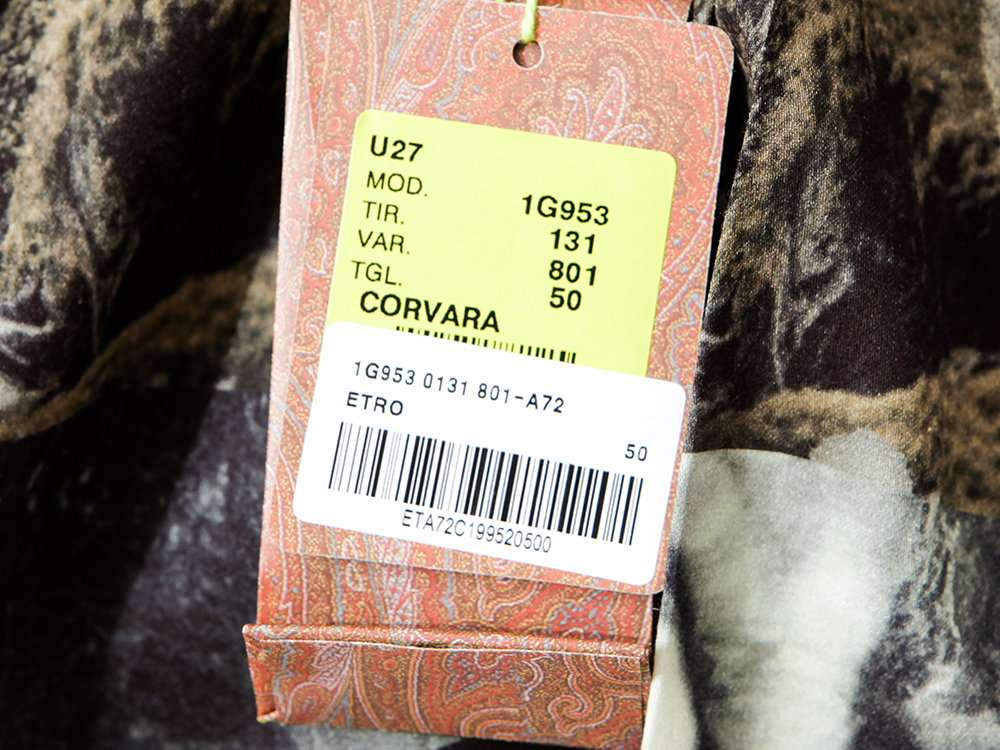 U27
MOD. 1G953
TIR. 131
VAR. 801
TGL. 50
CORVARA
1G953 0131 801-A72
ETRO
50
ETA72C199520500